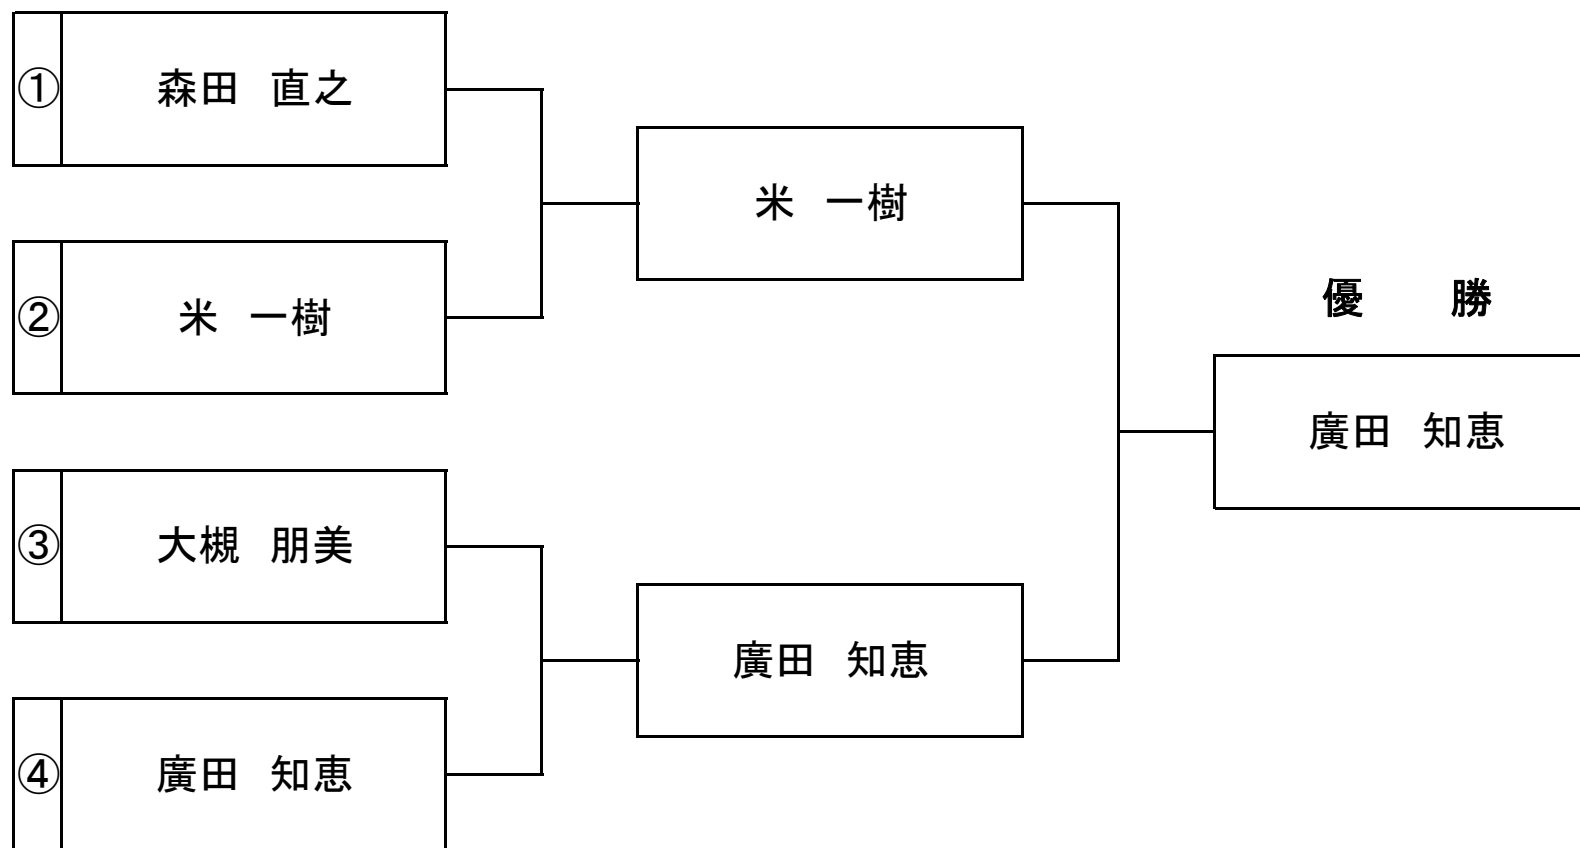 ① 森田　直之
米　一樹
② 米　一樹
優　勝
廣田　知恵
③ 大槻　朋美
廣田　知恵
④ 廣田　知恵